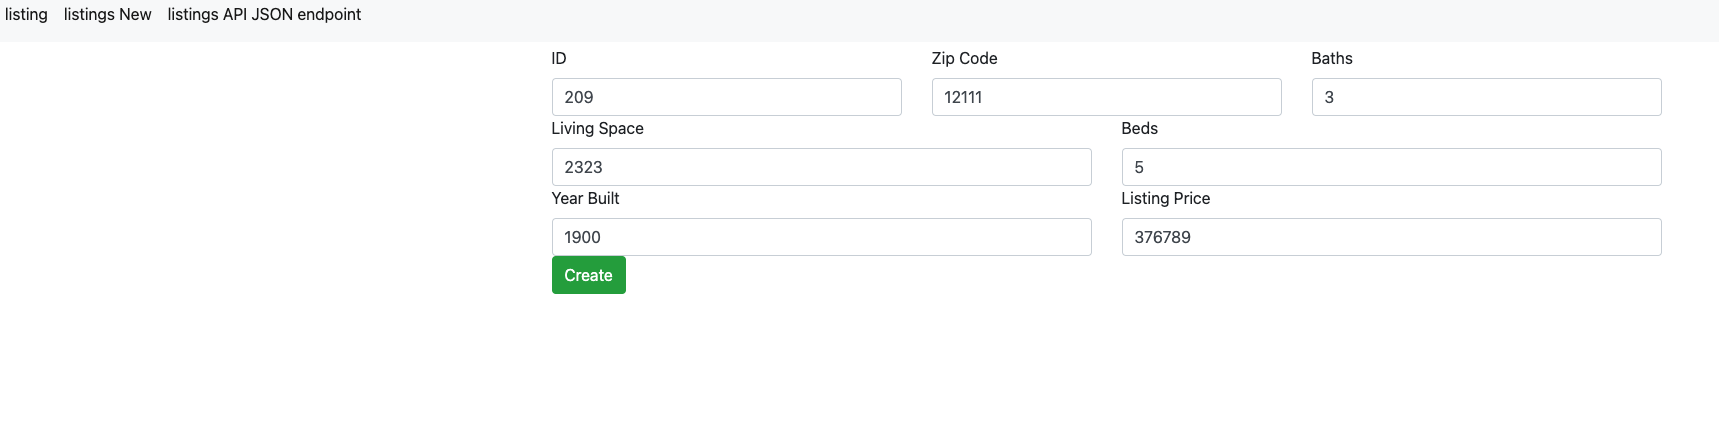 listing listings New listings API JSON endpoint
ID Zip Code Baths
209 12111 3
Living Space Beds
2323 5
Year Built Listing Price
1900 376789
Create